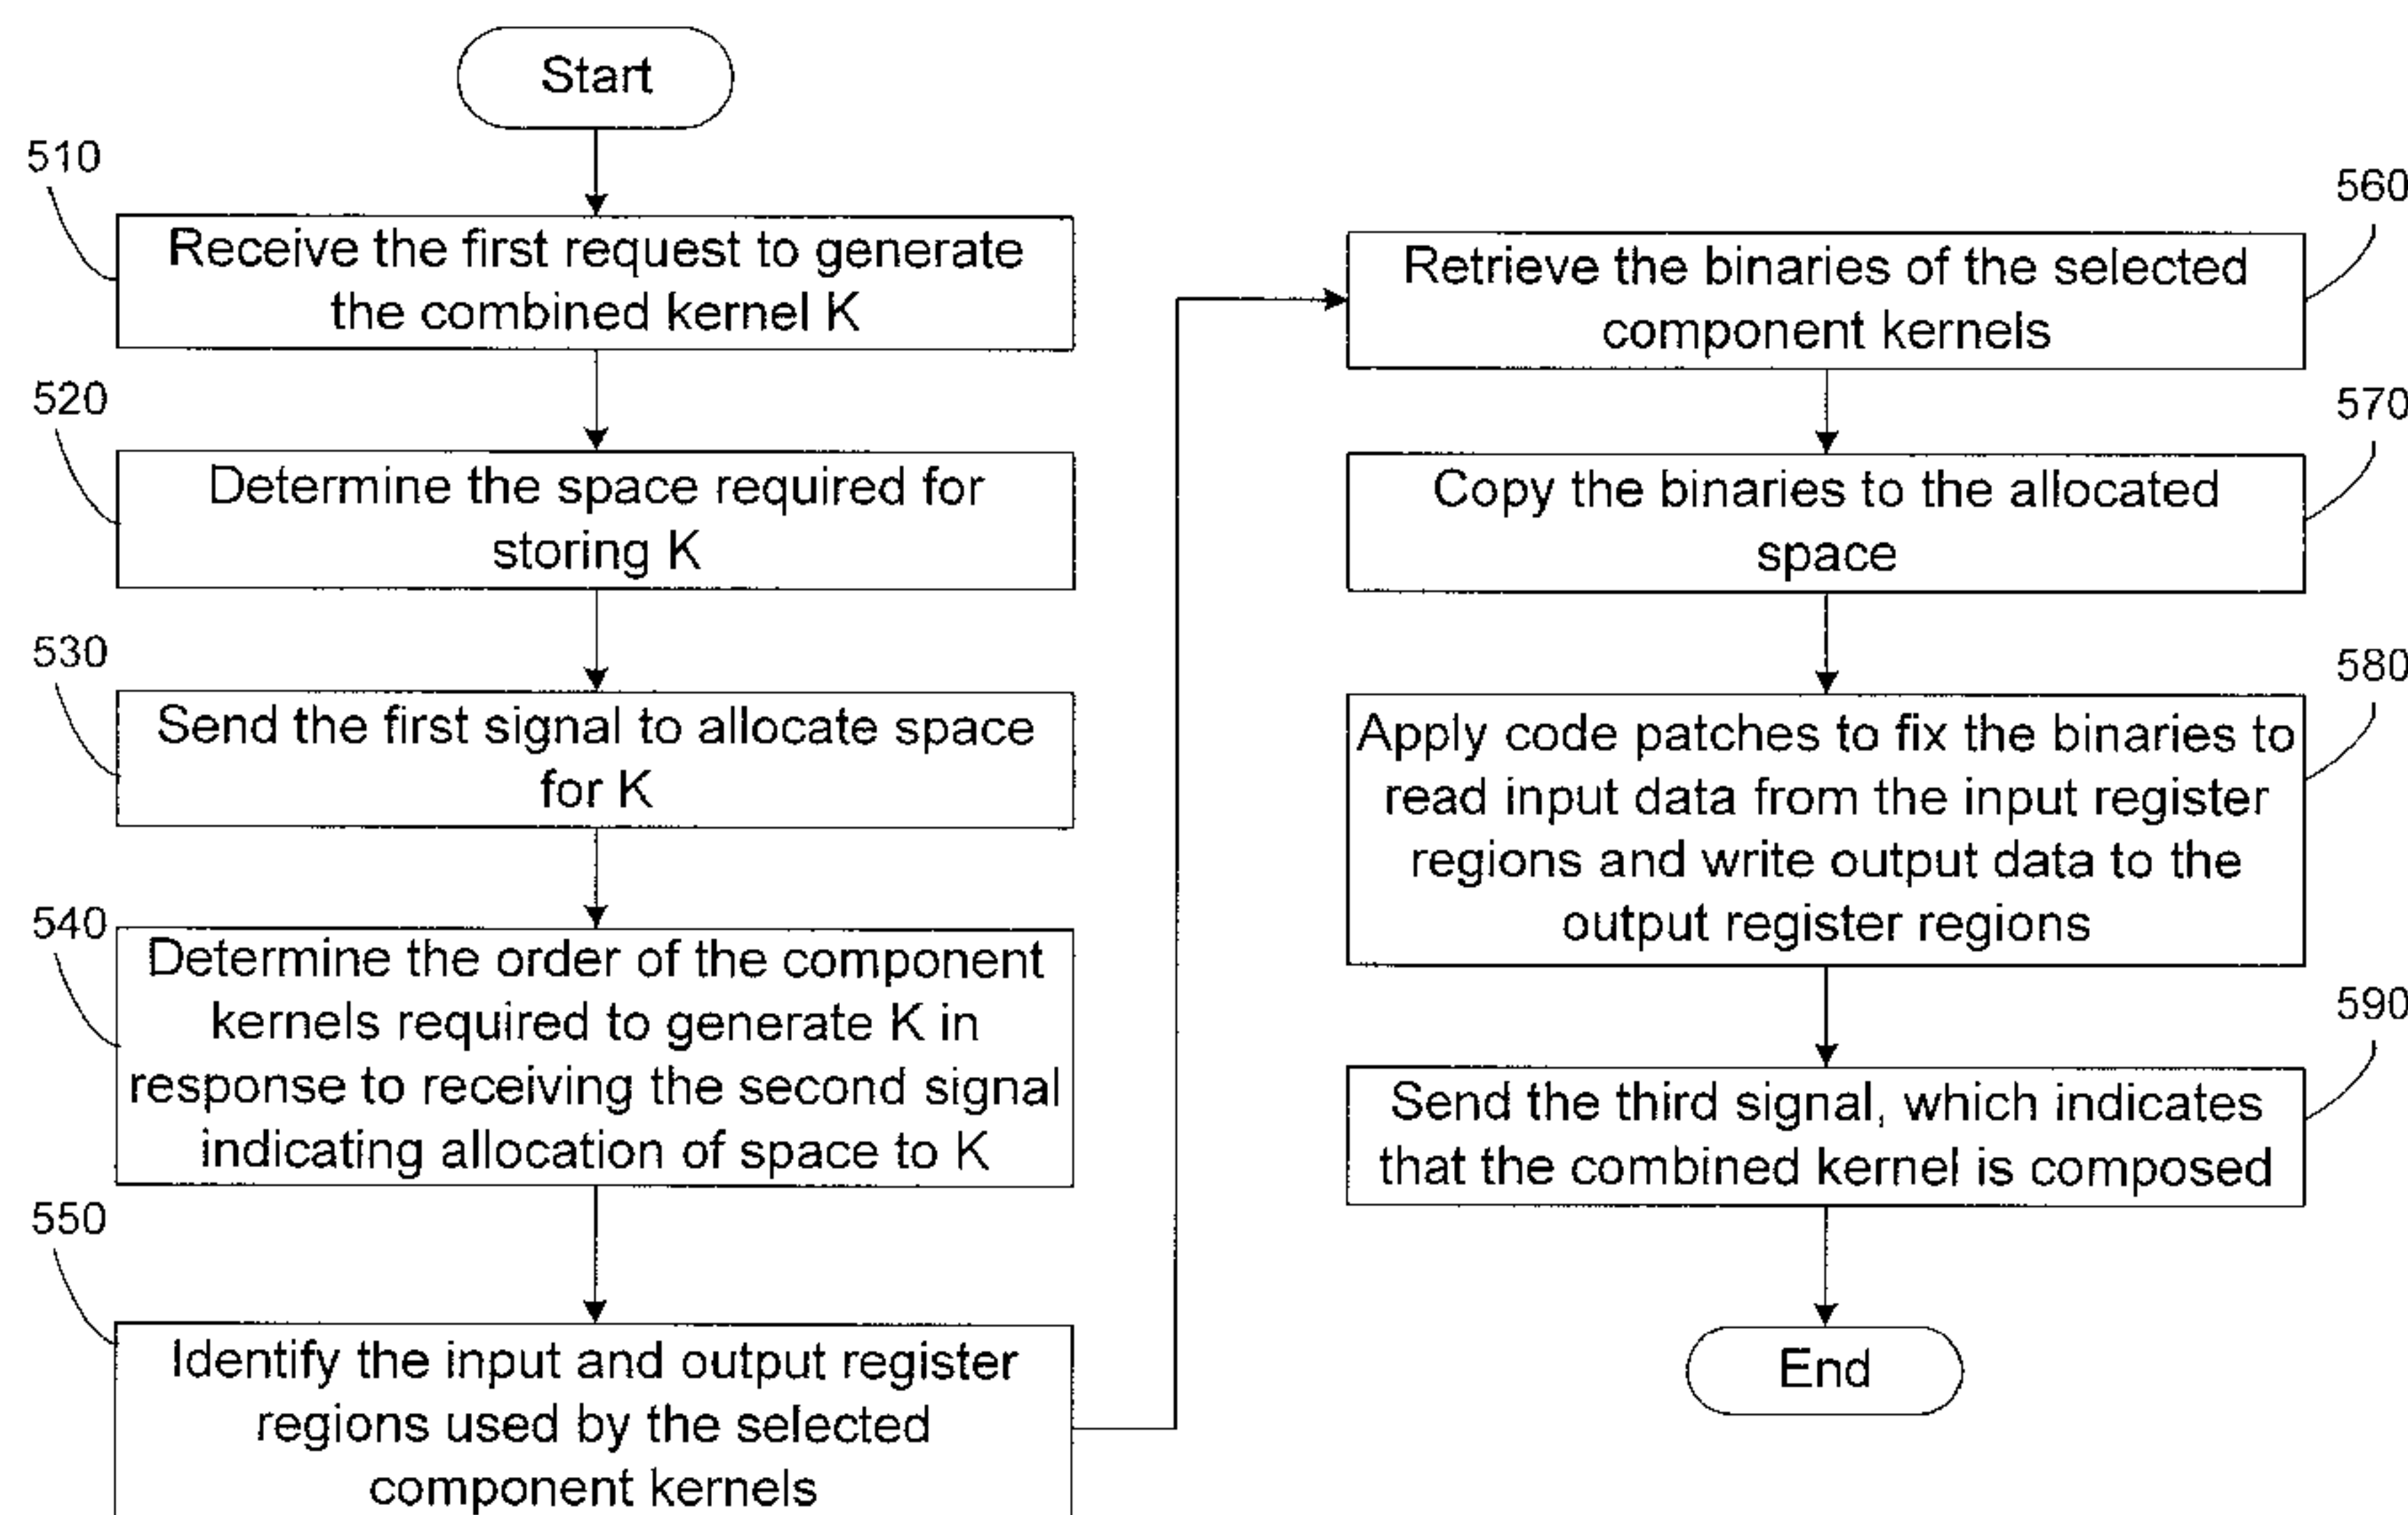 Start
510
Receive the first request to generate
the combined kernel K
520
Determine the space required for
storing K
530
Send the first signal to allocate space
for K
540
Determine the order of the component
kernels required to generate K in
response to receiving the second signal
indicating allocation of space to K
550
Identify the input and output register
regions used by the selected
component kernels
560
Retrieve the binaries of the selected
component kernels
570
Copy the binaries to the allocated
space
580
Apply code patches to fix the binaries to
read input data from the input register
regions and write output data to the
output register regions
590
Send the third signal, which indicates
that the combined kernel is composed
End